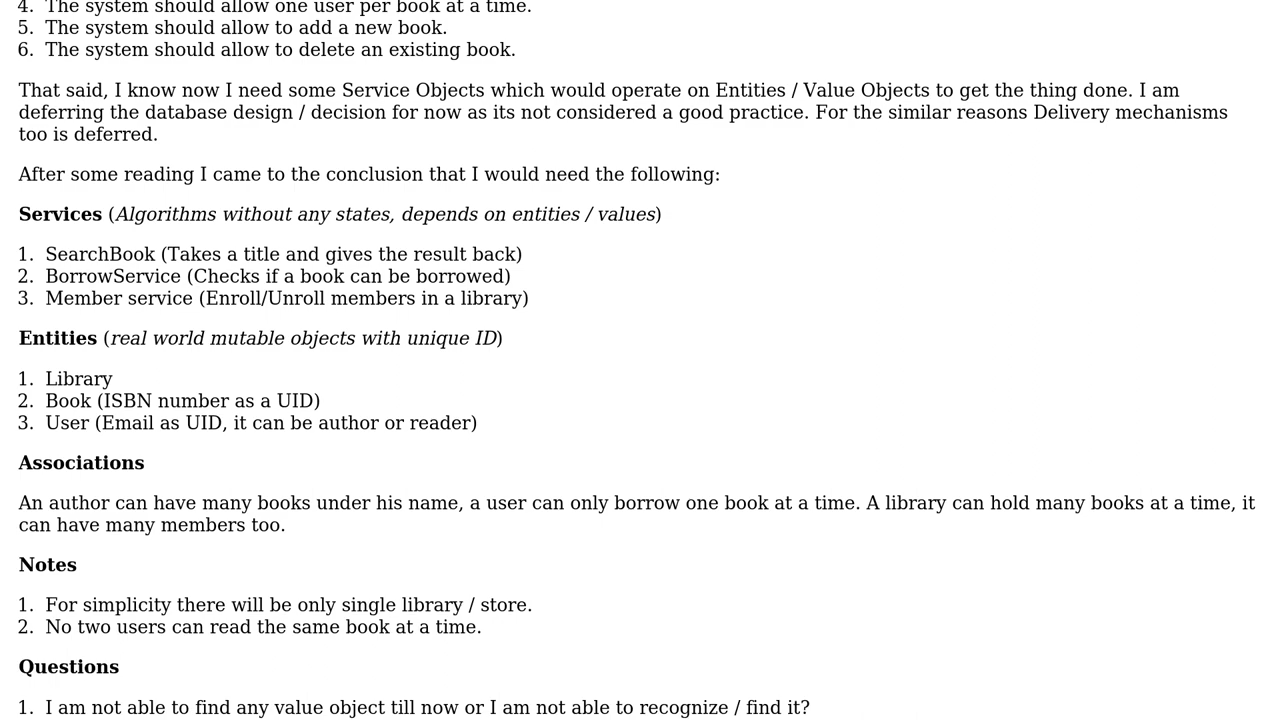 4. The system should allow one user per book at a time.
5. The system should allow to add a new book.
6. The system should allow to delete an existing book.
That said, I know now I need some Service Objects which would operate on Entities / Value Objects to get the thing done. I am
deferring the database design / decision for now as its not considered a good practice. For the similar reasons Delivery mechanisms
too is deferred.
After some reading I came to the conclusion that I would need the following:
Services (Algorithms without any states, depends on entities / values)
1. SearchBook (Takes a title and gives the result back)
2. BorrowService (Checks if a book can be borrowed)
3. Member service (Enroll/Unroll members in a library)
Entities (real world mutable objects with unique ID)
1. Library
2. Book (ISBN number as a UID)
3. User (Email as UID, it can be author or reader)
Associations
An author can have many books under his name, a user can only borrow one book at a time. A library can hold many books at a time, it
can have many members too.
Notes
1. For simplicity there will be only single library / store.
2. No two users can read the same book at a time.
Questions
1. I am not able to find any value object till now or I am not able to recognize / find it?